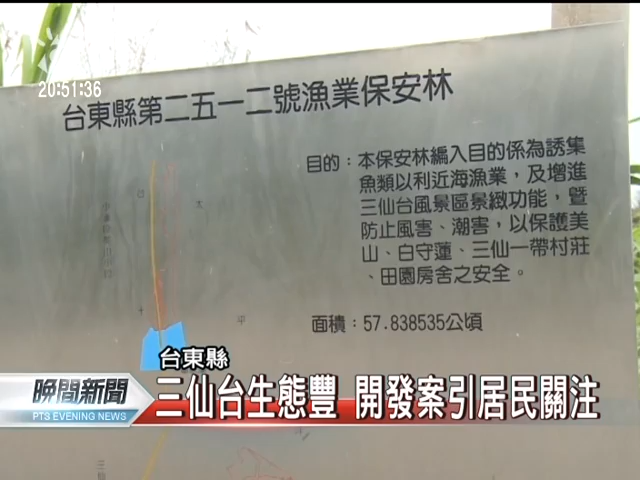 20:51:36
台東縣第二五一二號漁業保安林
目的：本保安林編入目的係為誘集
魚類以利近海漁業，及增進
三仙台風景區景緻功能，暨
防止風害、潮害，以保護美
山、白守蓮、三仙一帶村莊
、田園房舍之安全。
太
平
面積：57.838535公頃
台東縣
晚間新聞
PTS EVENING NEWS
三仙台生態豐 開發案引居民關注
三仙